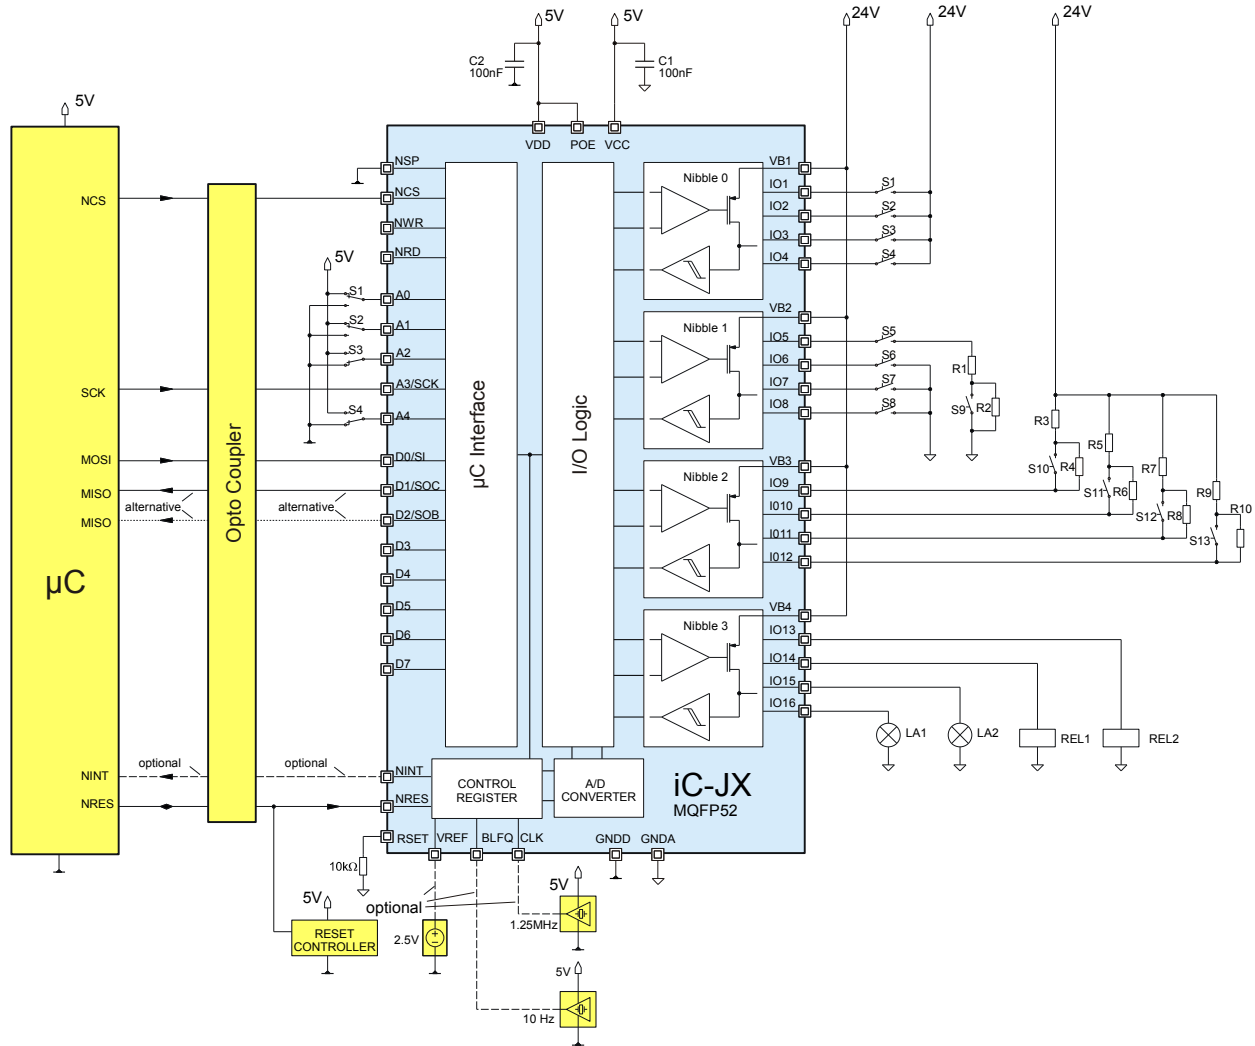 5V
5V
24V
24V
24V
C2
100nF
C1
100nF
5V
VDD
POE
VCC
NSP
NCS
NCS
NWR
NRD
5V
S1
A0
S2
A1
S3
A2
SCK
A3/SCK
S4
A4
MOSI
D0/SI
MISO
D1/SOC
alternative
alternative
MISO
D2/SOB
D3
D4
D5
D6
D7
µC
Opto Coupler
µC Interface
I/O Logic
Nibble 0
VB1
IO1
S1
IO2
S2
IO3
S3
IO4
S4
Nibble 1
VB2
IO5
S5
IO6
S6
IO7
S7
IO8
S8
R1
S9
R2
Nibble 2
VB3
IO9
I010
I011
I012
R3
S10
R4
R5
S11
R6
R7
S12
R8
R9
R10
S13
Nibble 3
VB4
IO13
IO14
IO15
IO16
LA1
LA2
REL1
REL2
NINT
optional
optional
NINT
NRES
NRES
CONTROL
REGISTER
A/D
CONVERTER
iC-JX
MQFP52
RSET
VREF
BLFQ
CLK
GNDD
GNDA
10kΩ
optional
5V
1.25MHz
5V
RESET
CONTROLLER
2.5V
5V
10 Hz